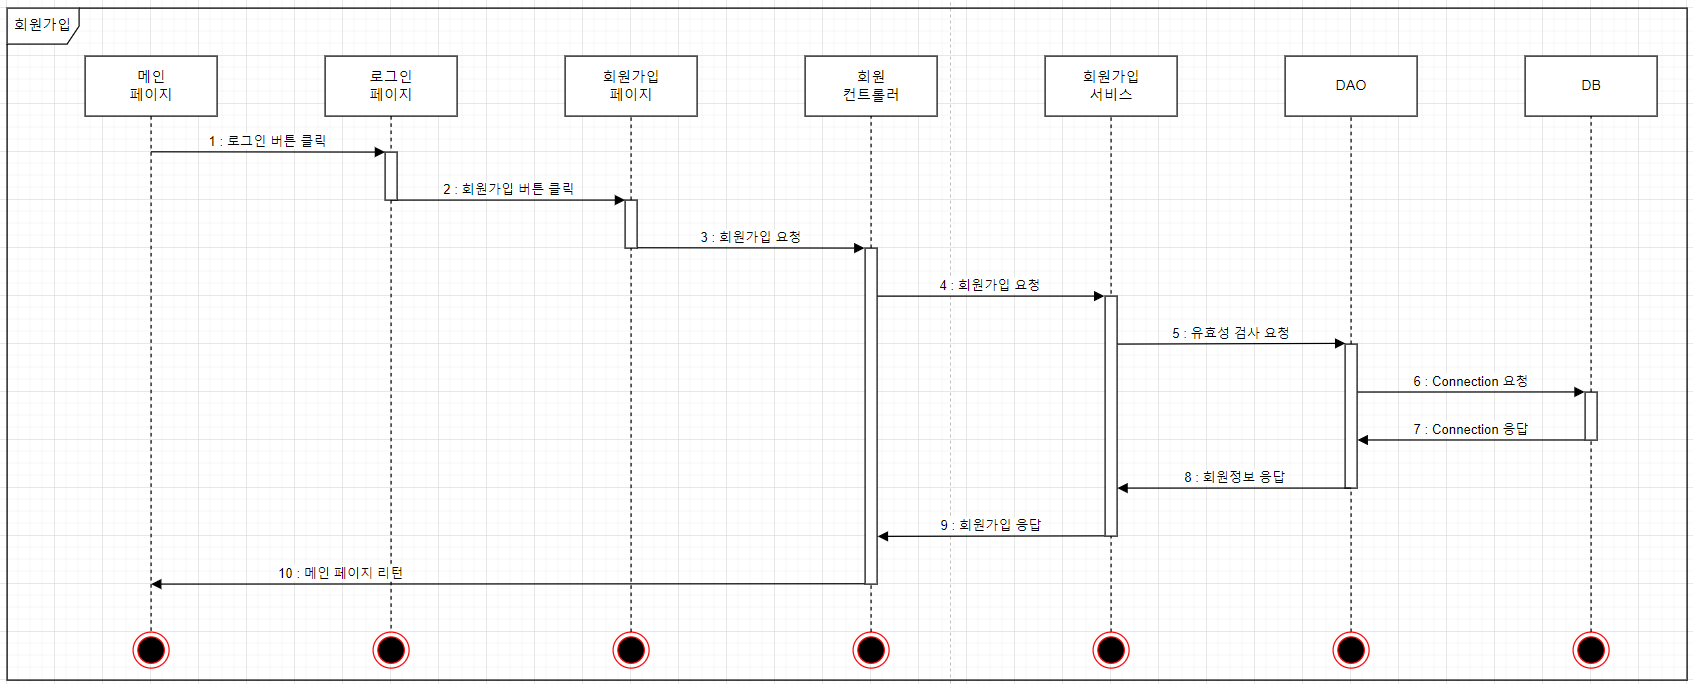 회원가입
메인
페이지
로그인
페이지
회원가입
페이지
회원
컨트롤러
회원가입
서비스
DAO
DB
1 : 로그인 버튼 클릭
2 : 회원가입 버튼 클릭
3 : 회원가입 요청
4 : 회원가입 요청
5 : 유효성 검사 요청
6 : Connection 요청
7 : Connection 응답
8 : 회원정보 응답
9 : 회원가입 응답
10 : 메인 페이지 리턴